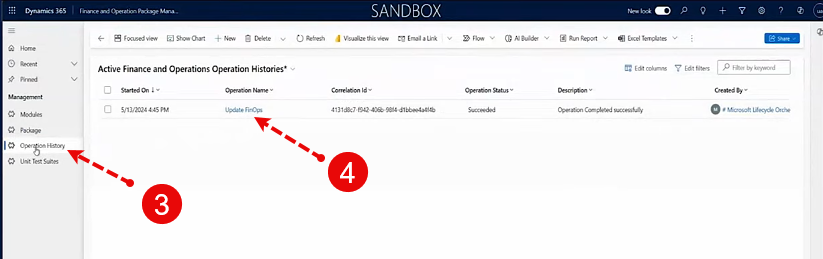 Dynamics 365 Finance and Operation Package Mana... SANDBOX New look
Focused view Show Chart New Delete Refresh Visualize this view Email a Link Flow AI Builder Run Report Excel Templates Share
Home
Recent
Pinned
Management
Modules
Package
Operation History
Unit Test Suites
Active Finance and Operations Operation Histories* Edit columns Edit filters Filter by keyword
Started On Operation Name Correlation Id Operation Status Description Created By
5/13/2024 4:45 PM Update FinOps 4131d8c7-f942-406b-98f4-d1bbee4a4f4b Succeeded Operation Completed successfully M # Microsoft Lifecycle Orche
3
4